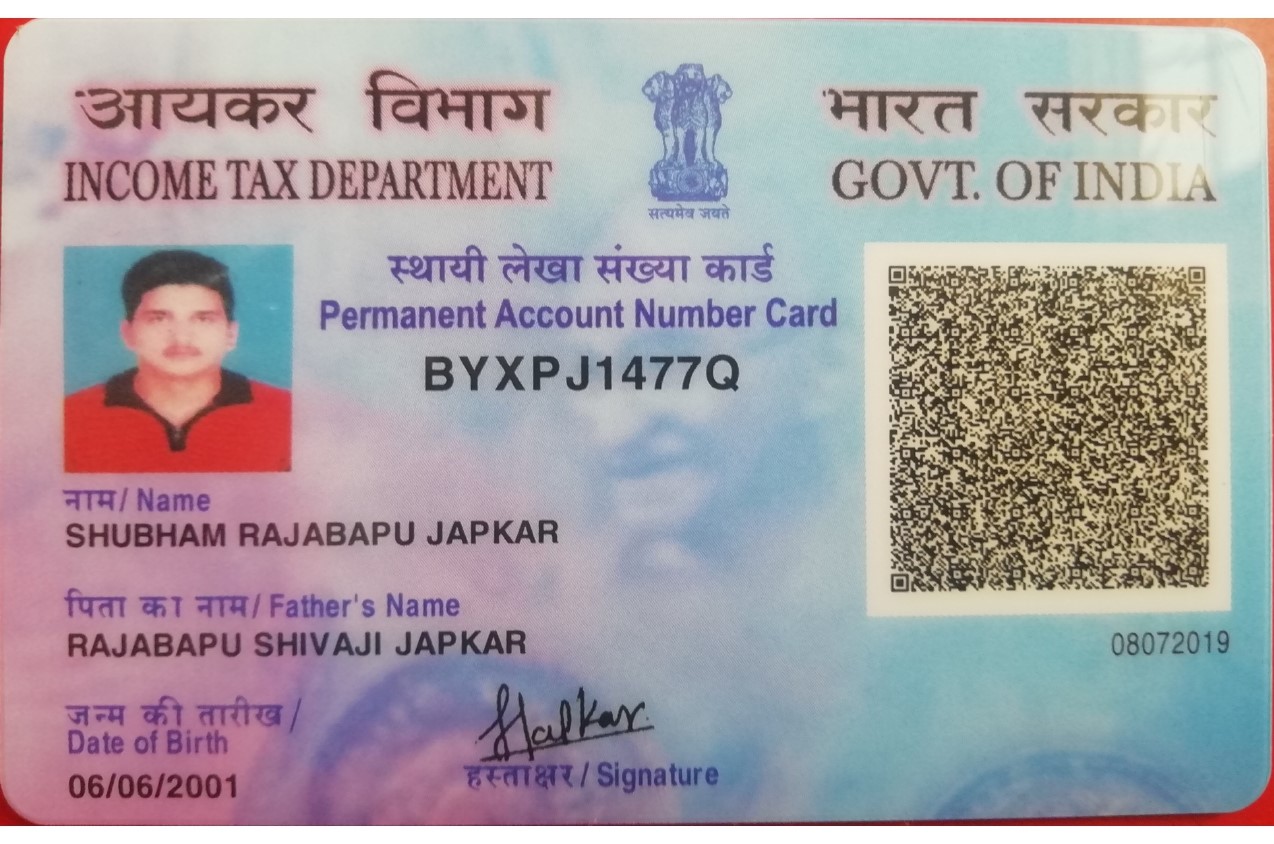 आयकर विभाग
INCOME TAX DEPARTMENT
सत्यमेव जयते
भारत सरकार
GOVT. OF INDIA
स्थायी लेखा संख्या कार्ड
Permanent Account Number Card
BYXPJ1477Q
नाम/ Name
SHUBHAM RAJABAPU JAPKAR
पिता का नाम/ Father's Name
RAJABAPU SHIVAJI JAPKAR
08072019
जन्म की तारीख/
Date of Birth
06/06/2001
हस्ताक्षर / Signature